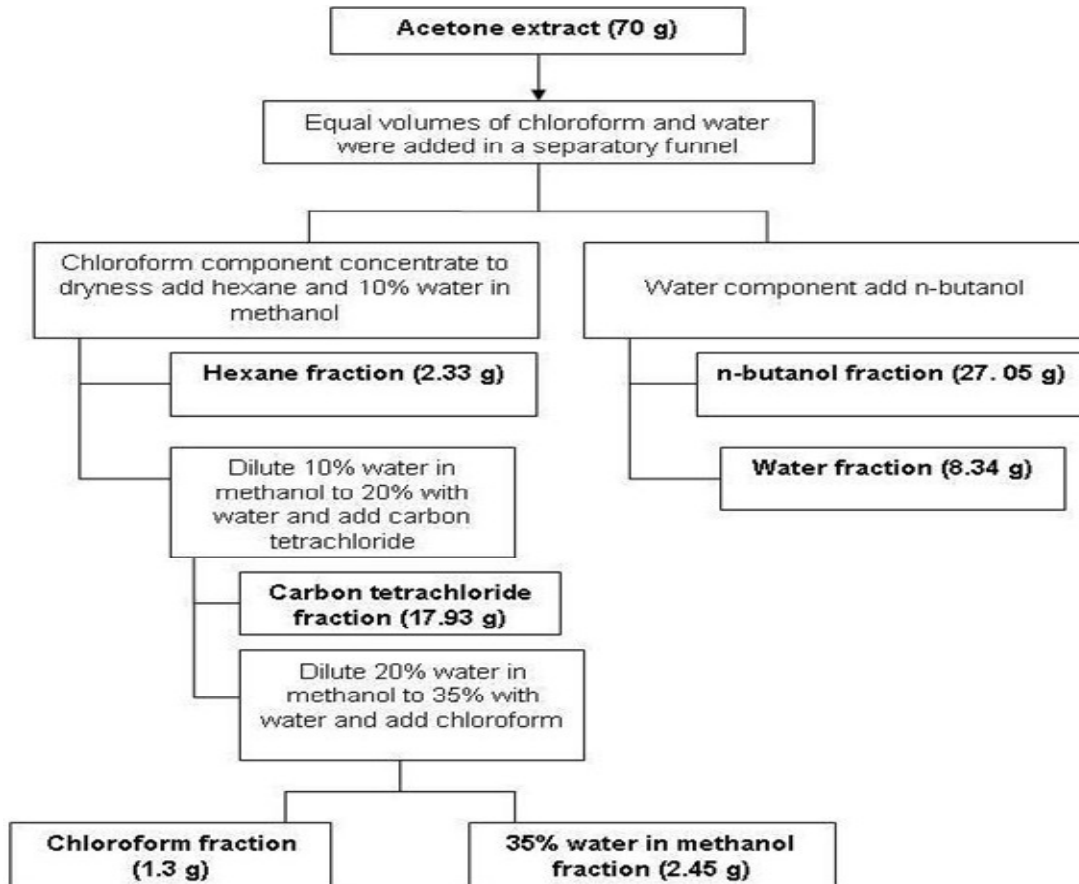 Acetone extract (70 g)
Equal volumes of chloroform and water
were added in a separatory funnel
Chloroform component concentrate to
dryness add hexane and 10% water in
methanol
Water component add n-butanol
Hexane fraction (2.33 g)
n-butanol fraction (27. 05 g)
Dilute 10% water in
methanol to 20% with
water and add carbon
tetrachloride
Water fraction (8.34 g)
Carbon tetrachloride
fraction (17.93 g)
Dilute 20% water in
methanol to 35% with
water and add chloroform
Chloroform fraction
(1.3 g)
35% water in methanol
fraction (2.45 g)